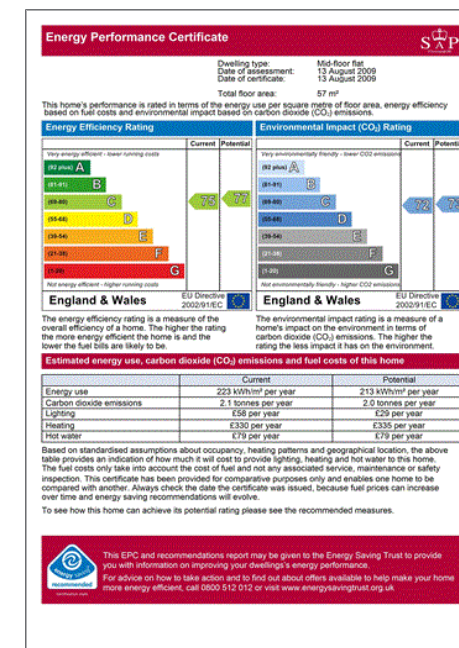 Energy Performance Certificate
SAP
Dwelling type: Mid-floor flat
Date of assessment: 13 August 2009
Date of certificate: 13 August 2009
Total floor area: 57 m²
This home's performance is rated in terms of the energy use per square metre of floor area, energy efficiency
based on fuel costs and environmental impact based on carbon dioxide (CO₂) emissions.
Energy Efficiency Rating
Current Potential
Very energy efficient - lower running costs
(92 plus) A
(81-91) B
(69-80) C
75 77
(55-68) D
(39-54) E
(21-38) F
(1-20) G
Not energy efficient - higher running costs
England & Wales
EU Directive
2002/91/EC
Environmental Impact (CO₂) Rating
Current Potential
Very environmentally friendly - lower CO2 emissions
(92 plus) A
(81-91) B
(69-80) C
72
(55-68) D
(39-54) E
(21-38) F
(1-20) G
Not environmentally friendly - higher CO2 emissions
England & Wales
EU Directive
2002/91/EC
The energy efficiency rating is a measure of the
overall efficiency of a home. The higher the rating
the more energy efficient the home is and the
lower the fuel bills are likely to be.
The environmental impact rating is a measure of a
home's impact on the environment in terms of
carbon dioxide (CO₂) emissions. The higher the
rating the less impact it has on the environment.
Estimated energy use, carbon dioxide (CO₂) emissions and fuel costs of this home
Current Potential
Energy use 223 kWh/m² per year 213 kWh/m² per year
Carbon dioxide emissions 2.1 tonnes per year 2.0 tonnes per year
Lighting £58 per year £29 per year
Heating £330 per year £335 per year
Hot water £79 per year £79 per year
Based on standardised assumptions about occupancy, heating patterns and geographical location, the above
table provides an indication of how much it will cost to provide lighting, heating and hot water to this home.
The fuel costs only take into account the cost of fuel and not any associated service, maintenance or safety
inspection. This certificate has been provided for comparative purposes only and enables one home to be
compared with another. Always check the date the certificate was issued, because fuel prices can increase
over time and energy saving recommendations will evolve.
To see how this home can achieve its potential rating please see the recommended measures.
energy saving
recommended
This EPC and recommendations report may be given to the Energy Saving Trust to provide
you with information on improving your dwellings's energy performance.
For advice on how to take action and to find out about offers available to help make your home
more energy efficient, call 0800 512 012 or visit www.energysavingtrust.org.uk